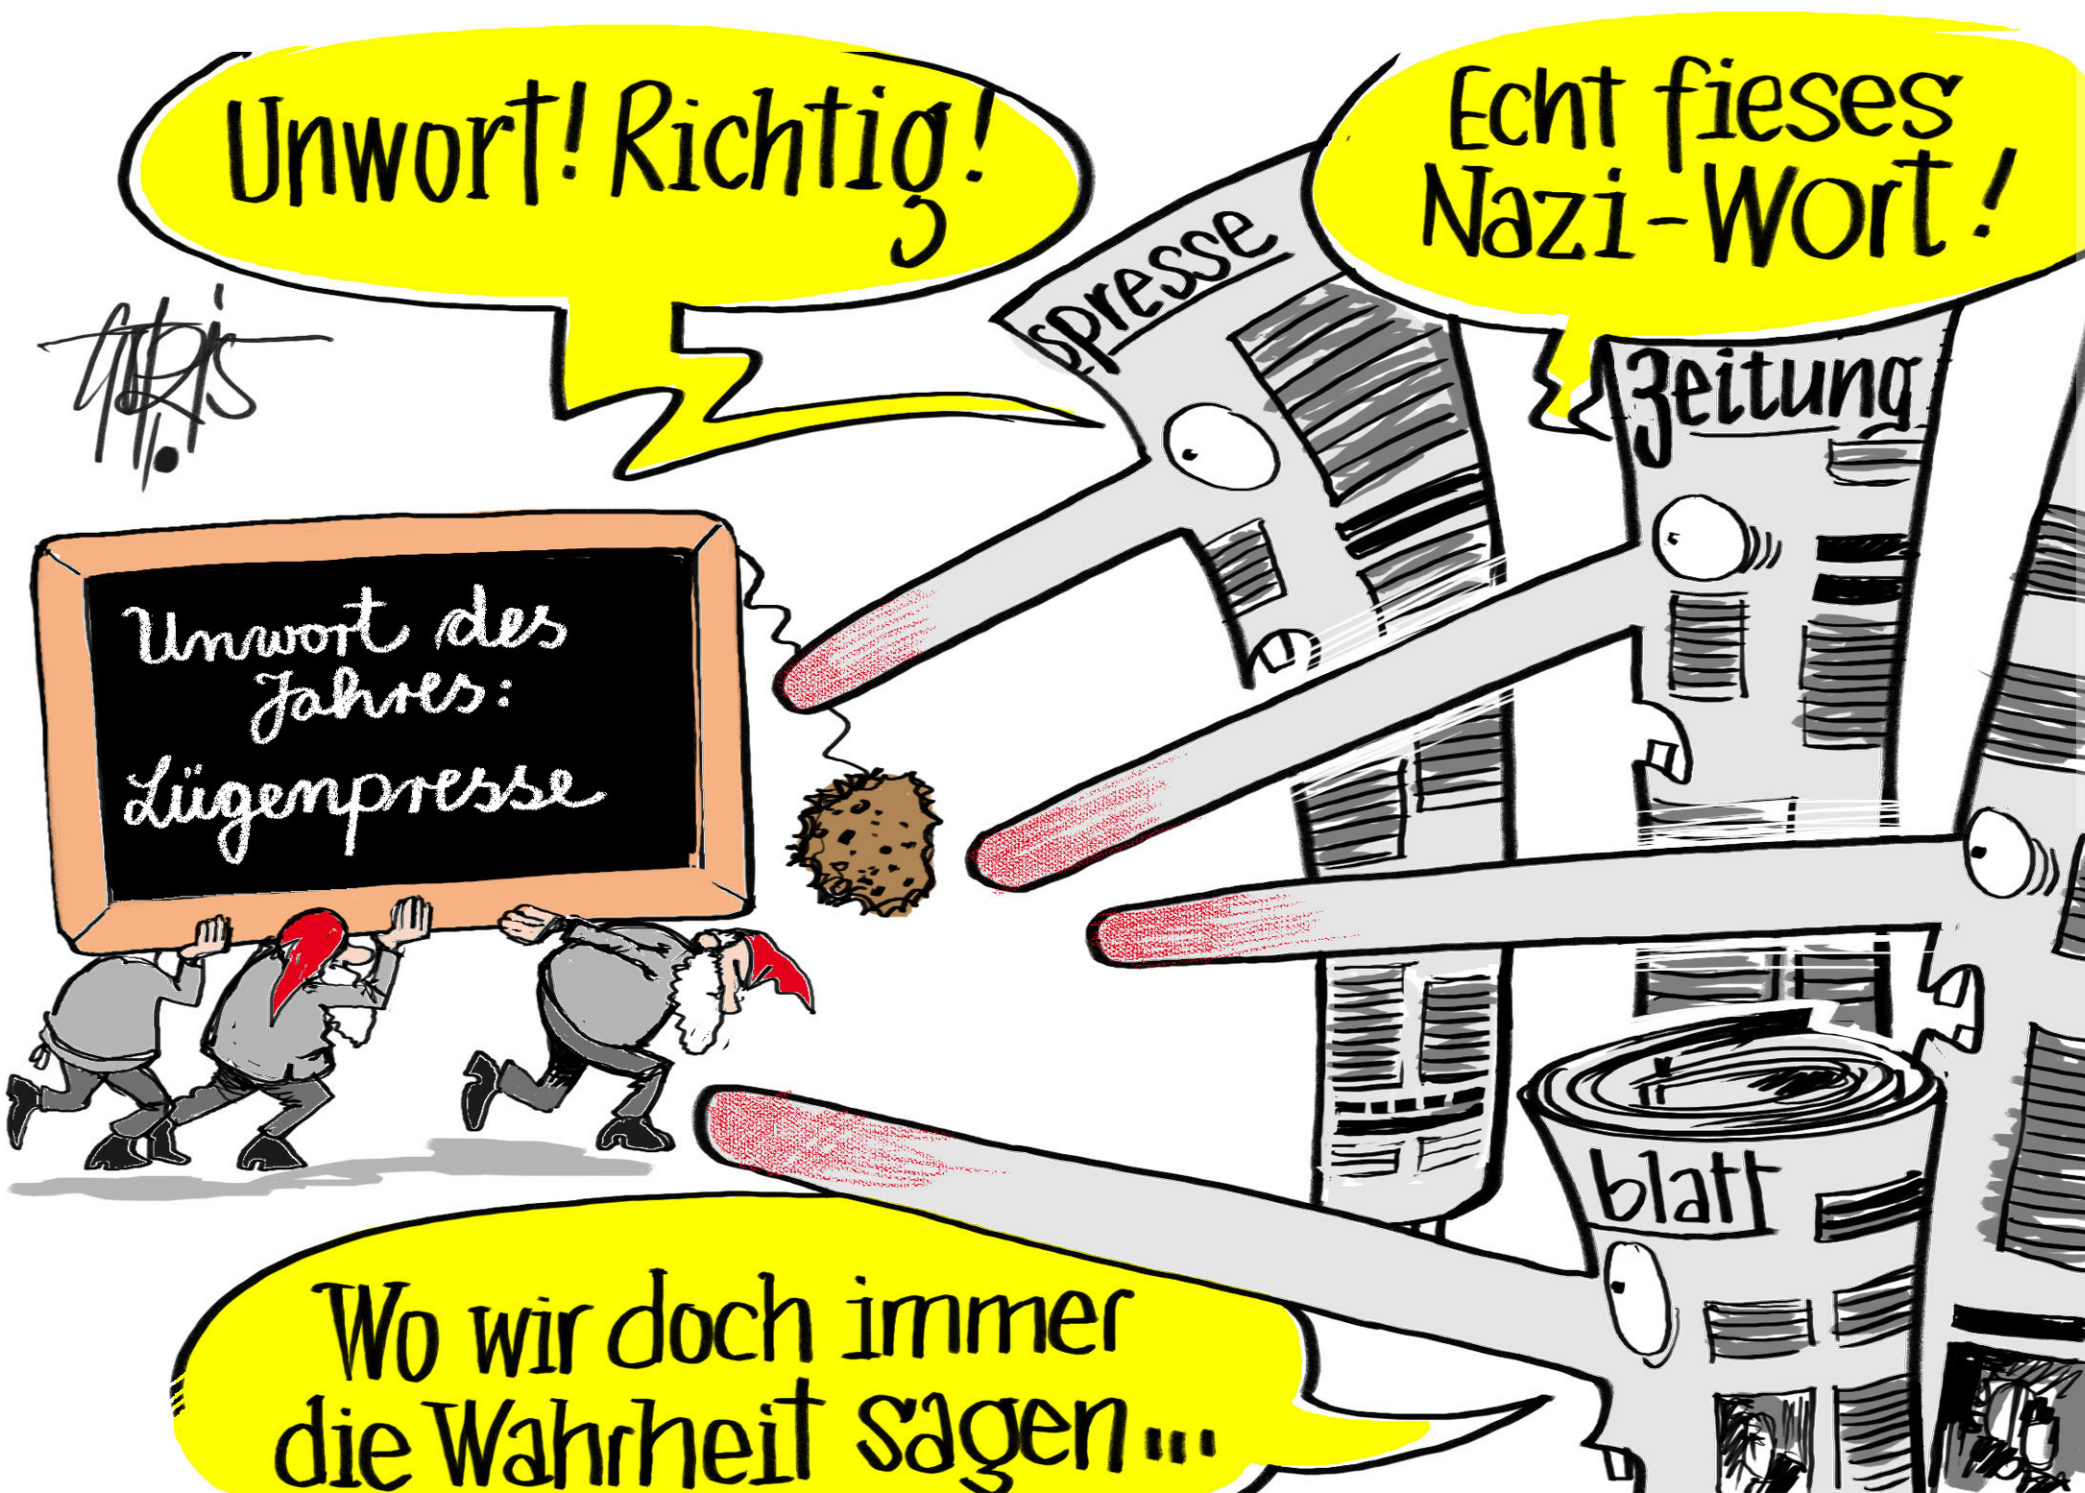 Unwort! Richtig!
Echt fieses
Nazi-Wort!
spresse
Zeitung
Unwort des
Jahres:
Lügenpresse
blatt
Wo wir doch immer
die Wahrheit sagen...